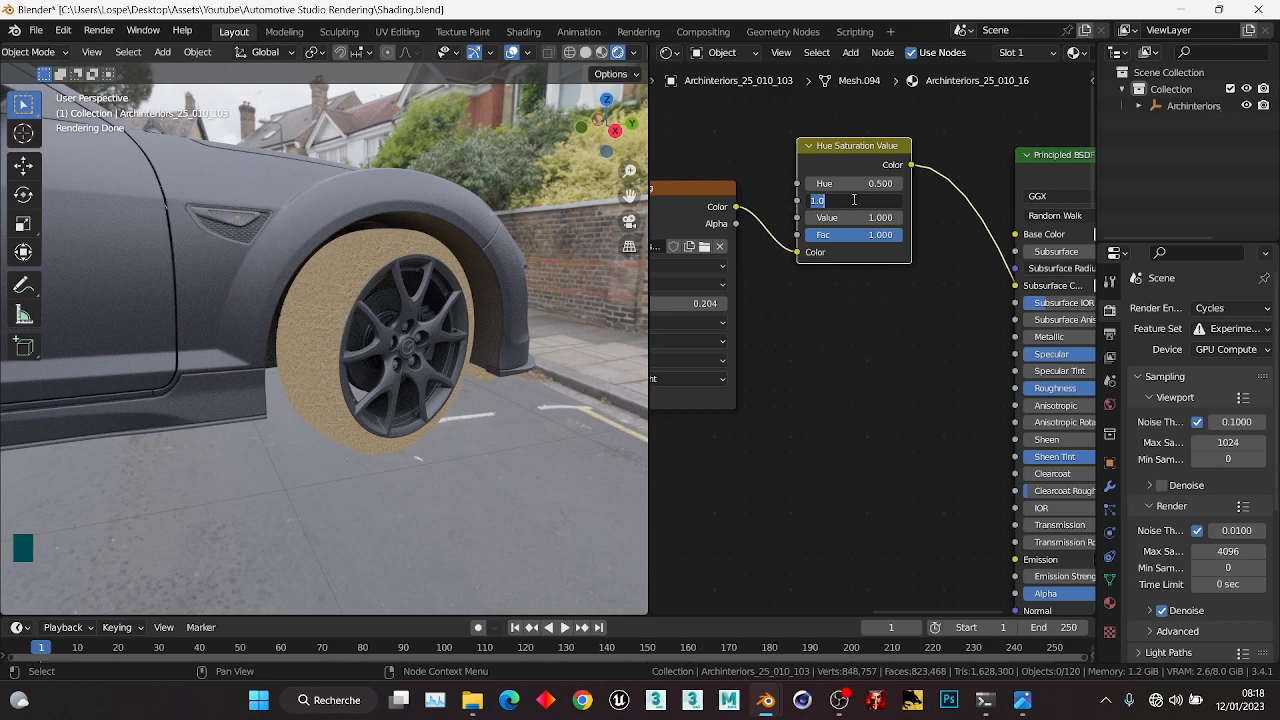 Blender* [C:\Users\Lospe\Desktop\Assets\Youtube\Automotive Studio Rendering\Shading.blend]
File Edit Render Window Help Layout Modeling Sculpting UV Editing Texture Paint Shading Animation Rendering Compositing Geometry Nodes Scripting + Scene ViewLayer
Object Mode View Select Add Object Global
Object View Select Add Node Use Nodes Slot 1
Options
Archinteriors_25_010_103 Mesh.094 Archinteriors_25_010_16
User Perspective
(1) Collection | Archinteriors_25_010_103
Rendering Done
Z
Y
X
Color
Alpha
0.204
Hue Saturation Value
Color
Hue 0.500
1.0
Value 1.000
Fac 1.000
Color
Principled BSDF
GGX
Random Walk
Base Color
Subsurface
Subsurface Radiu
Subsurface C...
Subsurface IOR
Subsurface Anis
Metallic
Specular
Specular Tint
Roughness
Anisotropic
Anisotropic Rota
Sheen
Sheen Tint
Clearcoat
Clearcoat Rough
IOR
Transmission
Transmission Ro
Emission
Emission Streng
Alpha
Normal
Scene Collection
Collection
Archinteriors
Scene
Render En... Cycles
Feature Set Experime...
Device GPU Compute
Sampling
Viewport
Noise Th... 0.1000
Max Sa... 1024
Min Sam... 0
Denoise
Render
Noise Th... 0.0100
Max Sa... 4096
Min Sam... 0
Time Limit 0 sec
Denoise
Advanced
Light Paths
Playback Keying View Marker 1 Start 1 End 250
1 10 20 30 40 50 60 70 80 90 100 110 120 130 140 150 160 170 180 190 200 210 220 230 240 250
Select Pan View Node Context Menu Collection | Archinteriors_25_010_103 | Verts:848,757 | Faces:823,468 | Tris:1,628,300 | Objects:0/120 | Memory: 1.2 GiB | VRAM: 2.6/8.0 GiB | 3.4.1
Recherche
08:18
12/01/2023